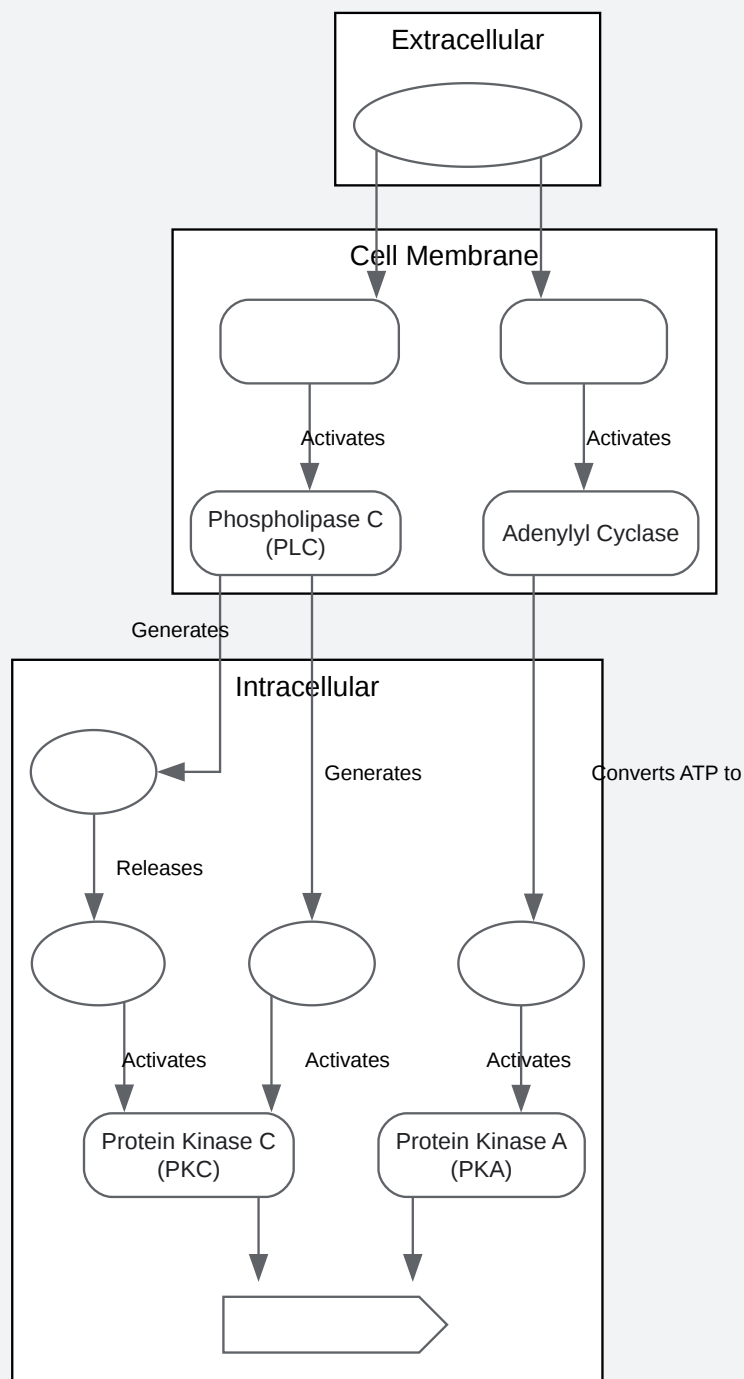 Extracellular
Cell Membrane
Activates
Activates
Phospholipase C
(PLC)
Adenylyl Cyclase
Generates
Intracellular
Generates
Converts ATP to
Releases
Activates
Activates
Activates
Protein Kinase C
(PKC)
Protein Kinase A
(PKA)